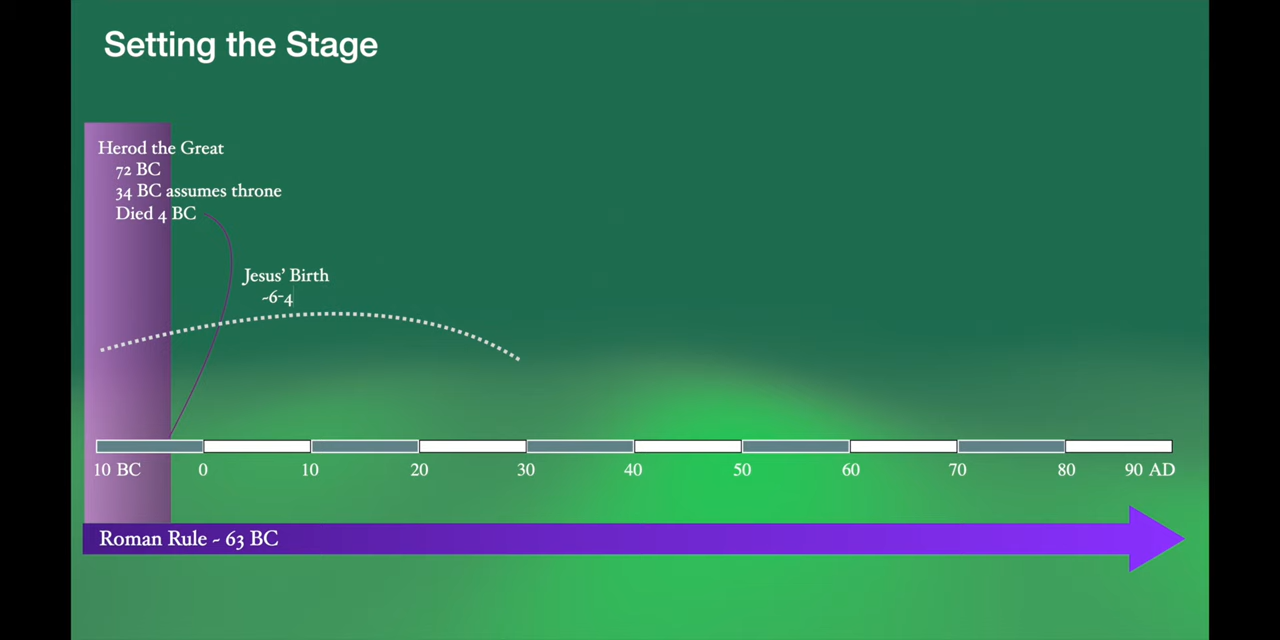 Setting the Stage
Herod the Great
72 BC
34 BC assumes throne
Died 4 BC
Jesus’ Birth
~6-4
10 BC 0 10 20 30 40 50 60 70 80 90 AD
Roman Rule ~ 63 BC